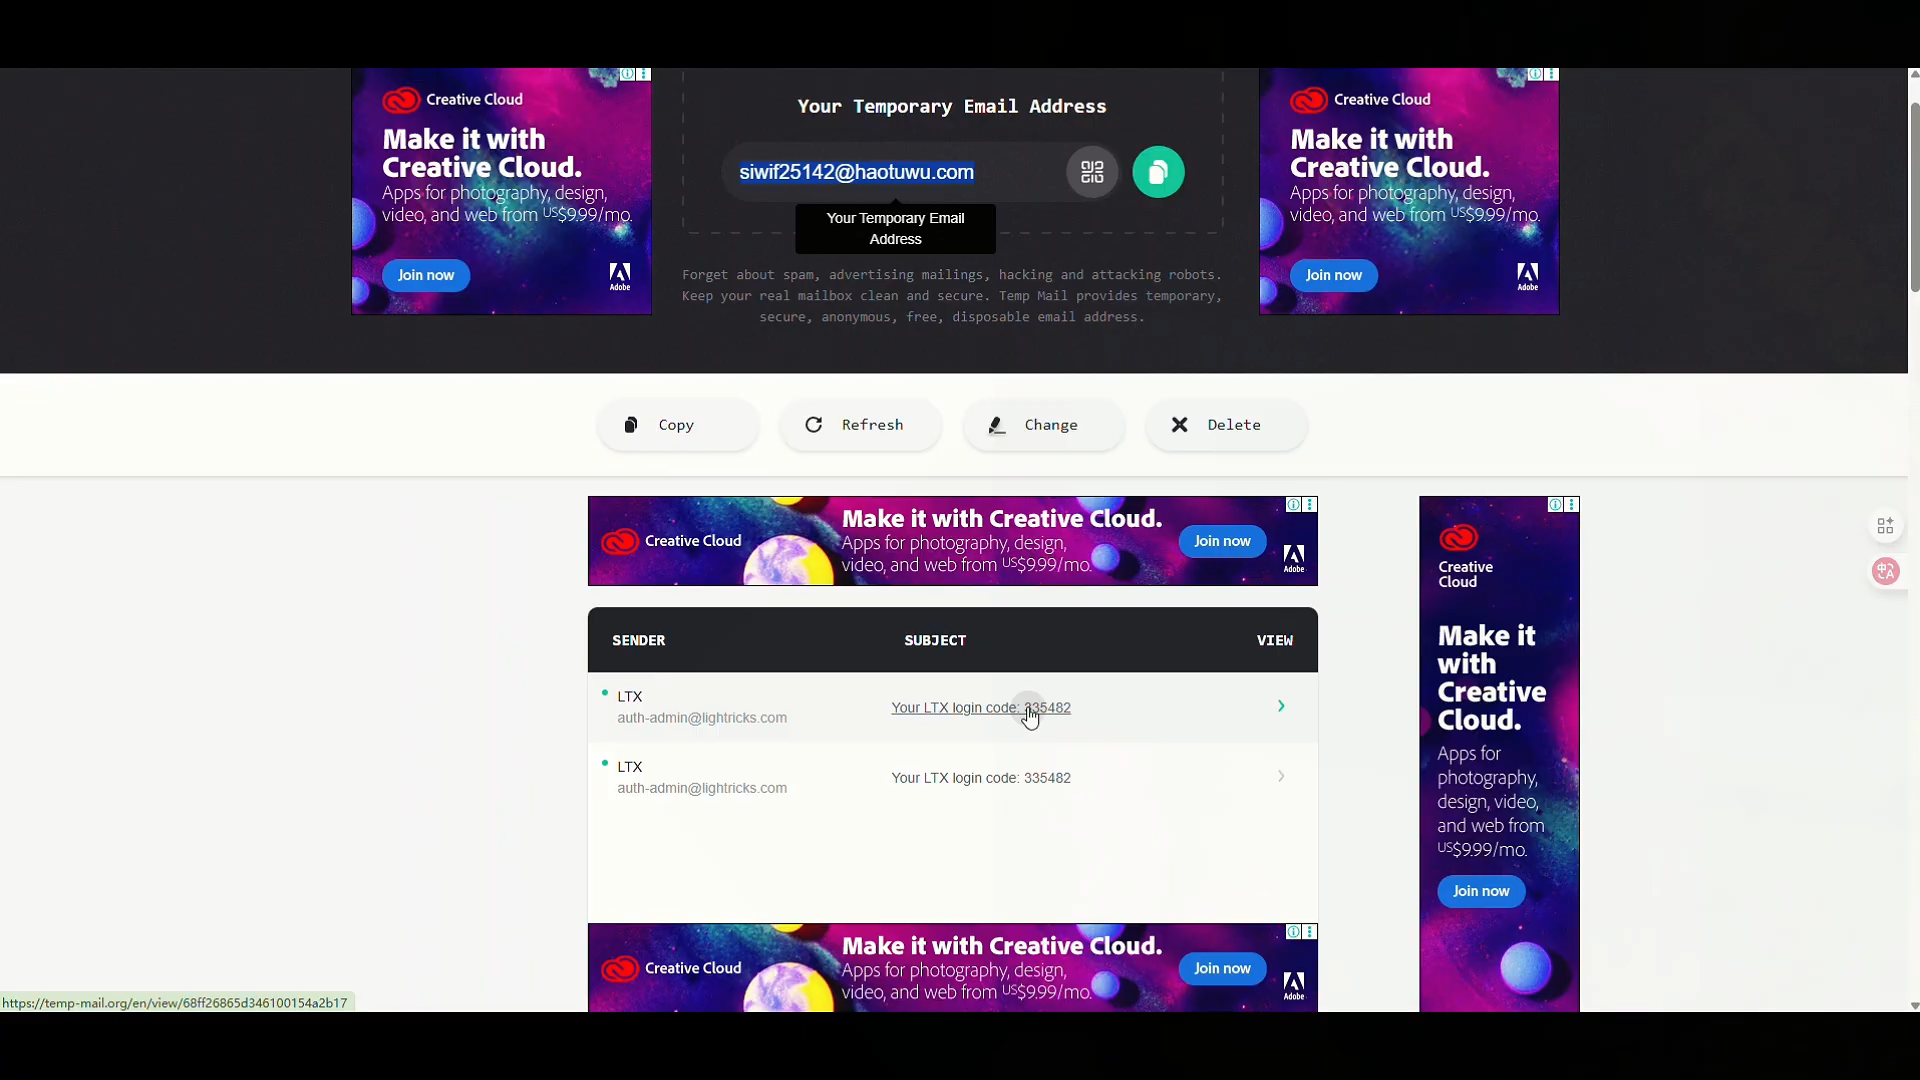 Creative Cloud
Make it with
Creative Cloud.
Apps for photography, design,
video, and web from US$9.99/mo.
Join now
Adobe
Your Temporary Email Address
siwif25142@haotuwu.com
Your Temporary Email
Address
Forget about spam, advertising mailings, hacking and attacking robots.
Keep your real mailbox clean and secure. Temp Mail provides temporary,
secure, anonymous, free, disposable email address.
Creative Cloud
Make it with
Creative Cloud.
Apps for photography, design,
video, and web from US$9.99/mo.
Join now
Adobe
Copy
Refresh
Change
Delete
Creative Cloud
Make it with Creative Cloud.
Apps for photography, design,
video, and web from US$9.99/mo.
Join now
Adobe
SENDER SUBJECT VIEW
LTX
auth-admin@lightricks.com
Your LTX login code: 335482
LTX
auth-admin@lightricks.com
Your LTX login code: 335482
Creative Cloud
Make it with Creative Cloud.
Apps for photography, design,
video, and web from US$9.99/mo.
Join now
Adobe
Creative
Cloud
Make it
with
Creative
Cloud.
Apps for
photography,
design, video,
and web from
US$9.99/mo.
Join now
中A
https://temp-mail.org/en/view/68ff26865d346100154a2b17